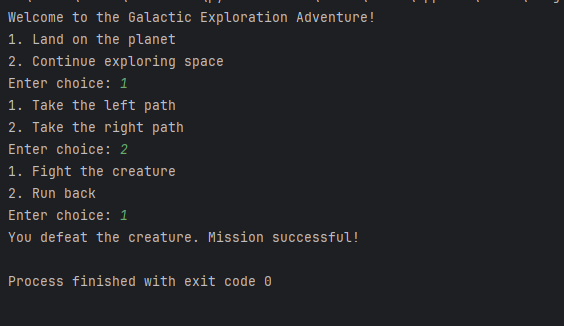 Welcome to the Galactic Exploration Adventure!
1. Land on the planet
2. Continue exploring space
Enter choice: 1
1. Take the left path
2. Take the right path
Enter choice: 2
1. Fight the creature
2. Run back
Enter choice: 1
You defeat the creature. Mission successful!
Process finished with exit code 0